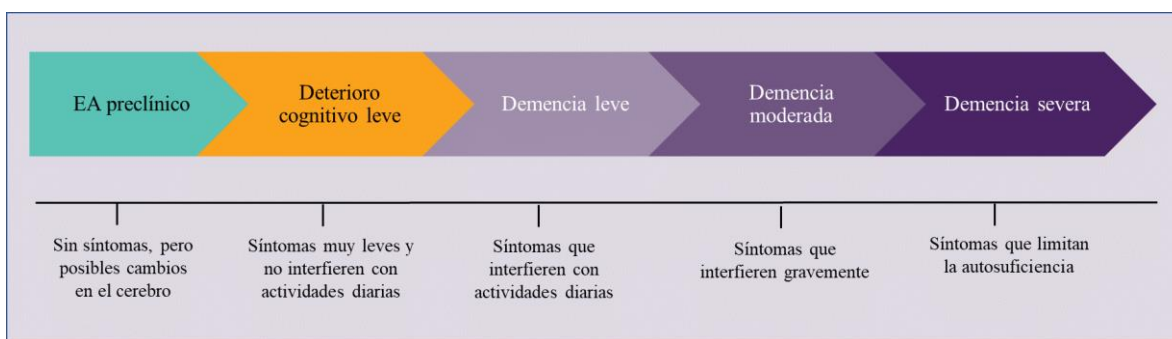 EA preclínico
Deterioro
cognitivo leve
Demencia leve
Demencia
moderada
Demencia severa
Sin síntomas, pero
posibles cambios
en el cerebro
Síntomas muy leves y
no interfieren con
actividades diarias
Síntomas que
interfieren con
actividades diarias
Síntomas que
interfieren gravemente
Síntomas que limitan
la autosuficiencia